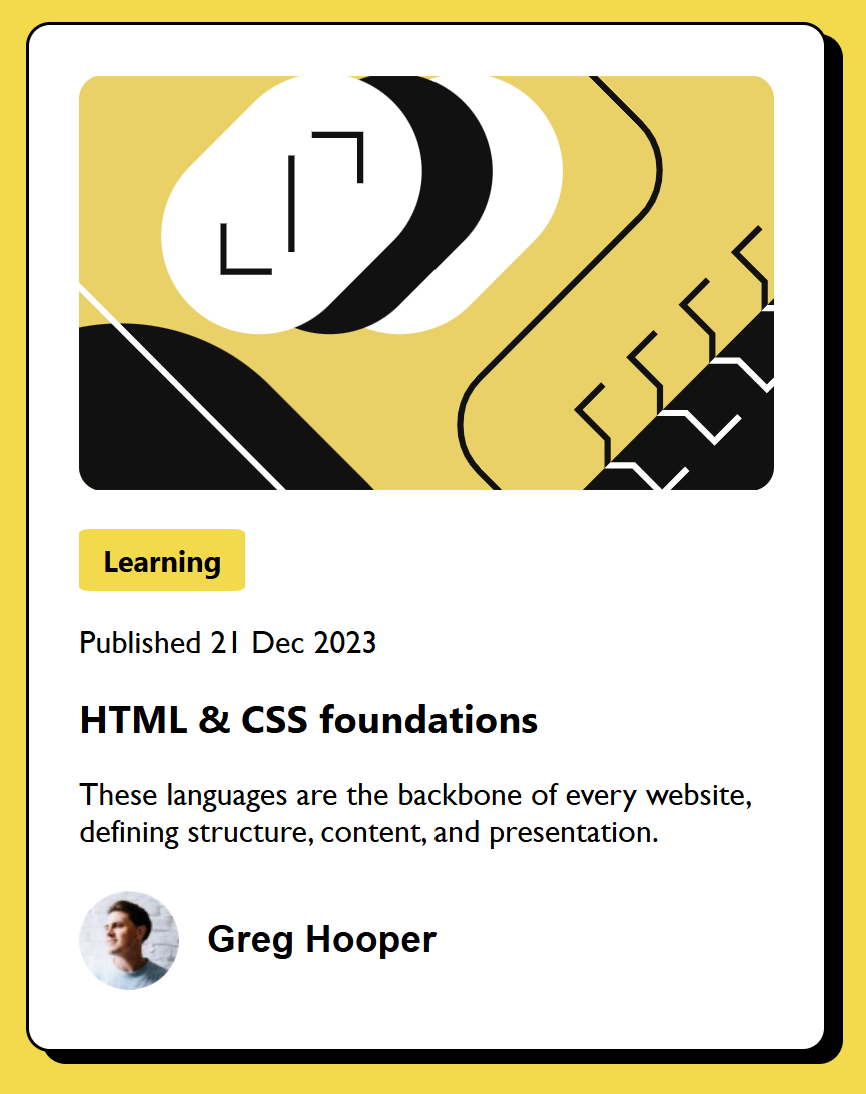 Learning
Published 21 Dec 2023
HTML & CSS foundations
These languages are the backbone of every website,
defining structure, content, and presentation.
Greg Hooper